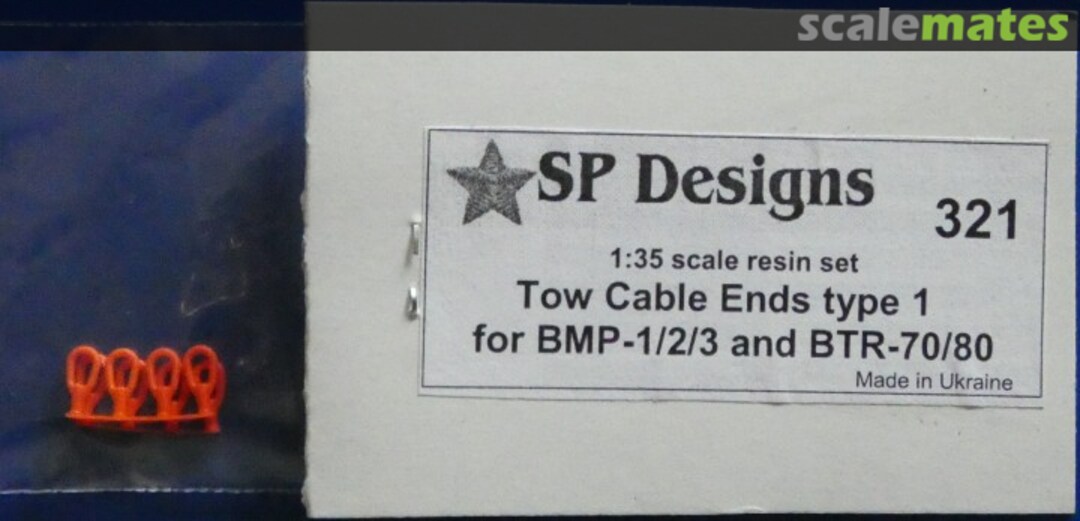 scalemates
SP Designs
321
1:35 scale resin set
Tow Cable Ends type 1
for BMP-1/2/3 and BTR-70/80
Made in Ukraine